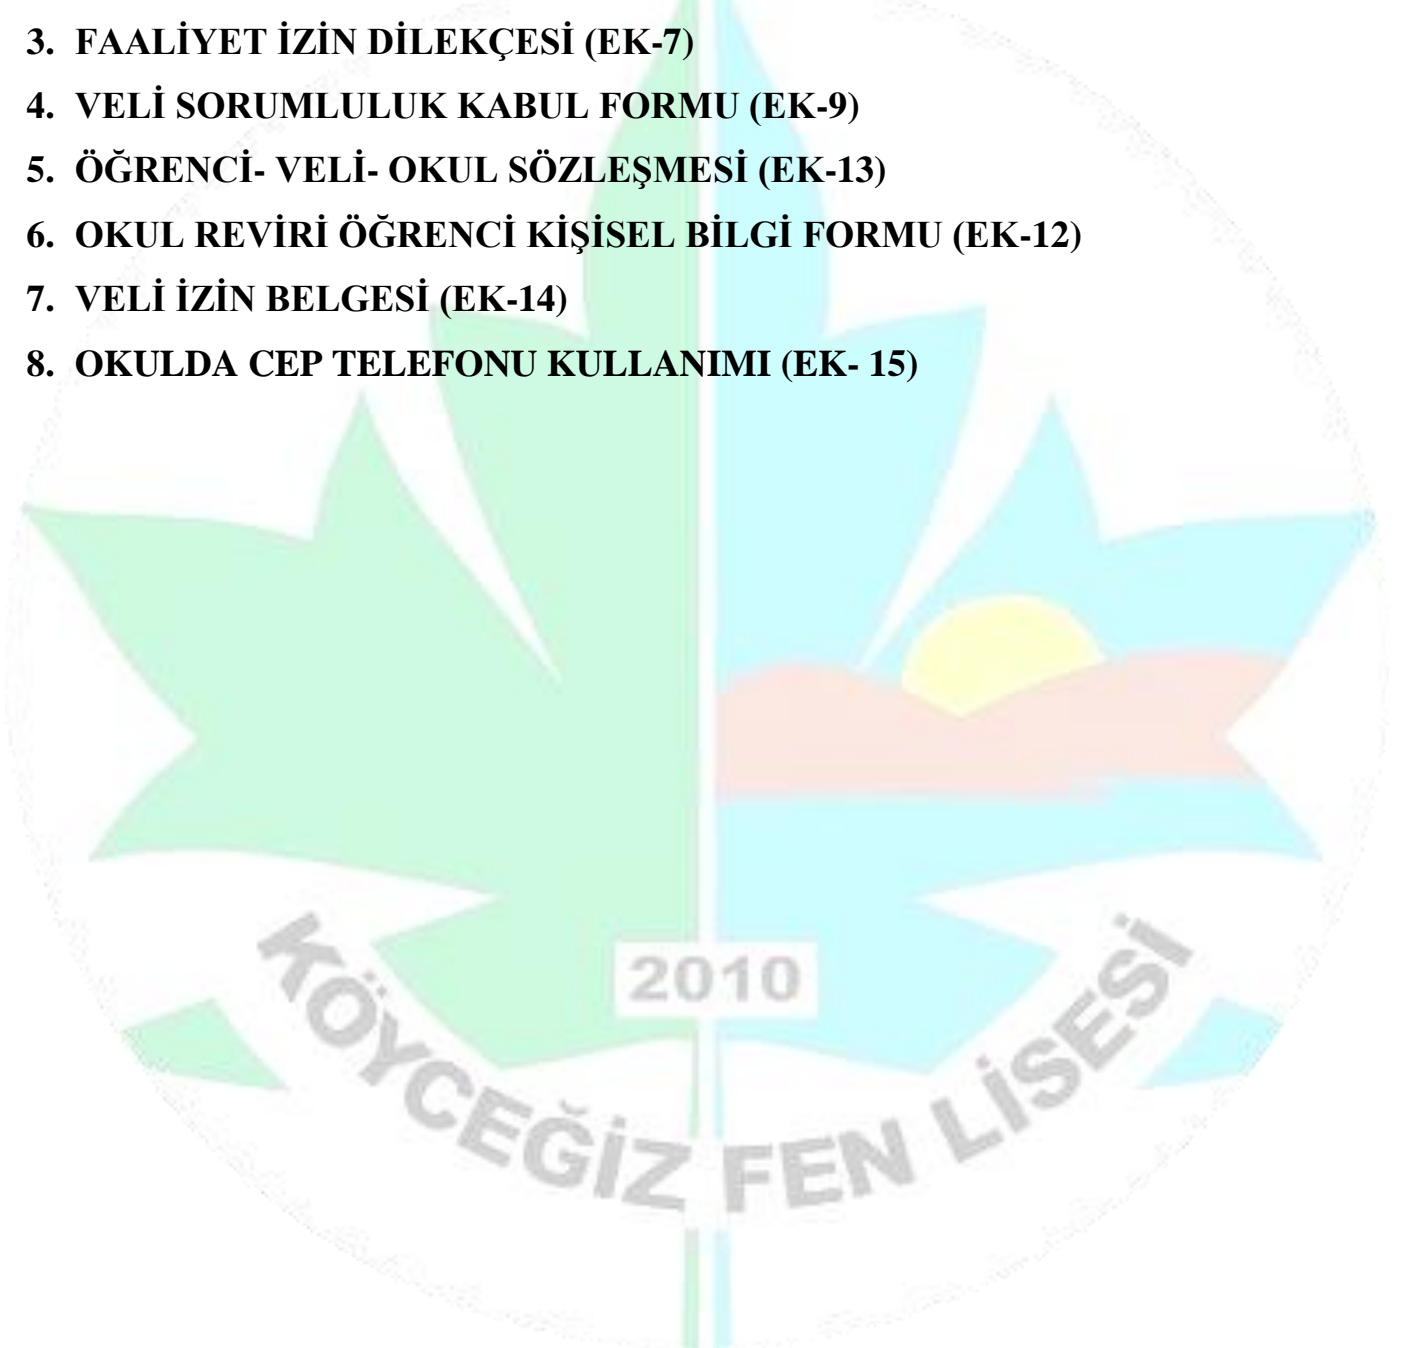 3. FAALİYET İZİN DİLEKÇESİ (EK-7)
4. VELİ SORUMLULUK KABUL FORMU (EK-9)
5. ÖĞRENCİ- VELİ- OKUL SÖZLEŞMESİ (EK-13)
6. OKUL REVİRİ ÖĞRENCİ KİŞİSEL BİLGİ FORMU (EK-12)
7. VELİ İZİN BELGESİ (EK-14)
8. OKULDA CEP TELEFONU KULLANIMI (EK- 15)
2010
KÖYCEĞİZ FEN LİSESİ